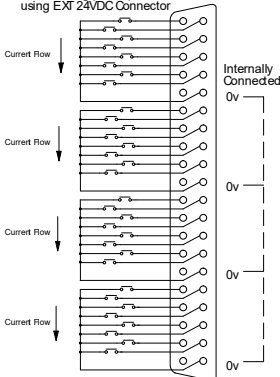 using EXT 24VDC Connector
Current Flow
Internally
Connected
0v
Current Flow
0v
Current Flow
0v
Current Flow
0v